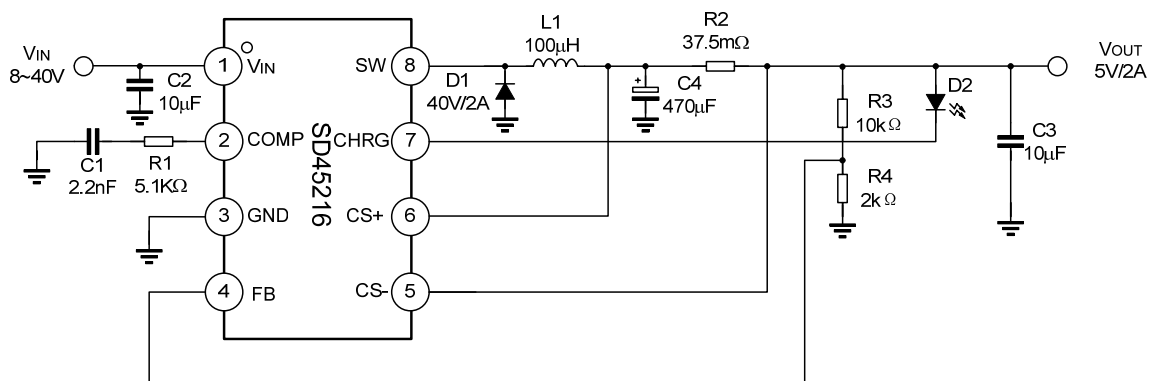 VIN
8~40V
C2
10μF
C1
2.2nF
R1
5.1KΩ
1
VIN
2
COMP
3
GND
4
FB
SD45216
SW
8
CHRG
7
CS+
6
CS-
5
D1
40V/2A
L1
100μH
+
C4
470μF
R2
37.5mΩ
R3
10kΩ
R4
2kΩ
D2
C3
10μF
VOUT
5V/2A